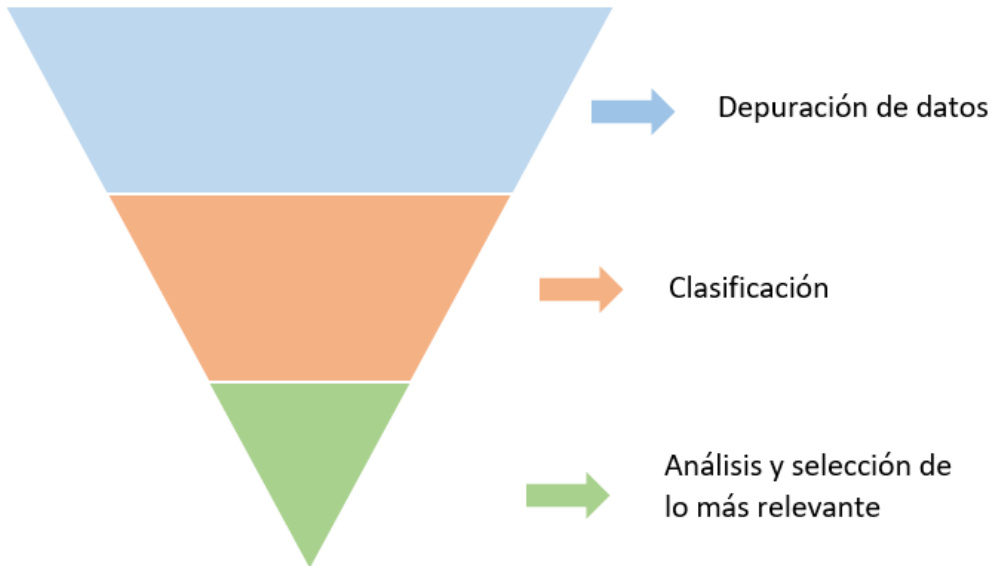 Depuración de datos
Clasificación
Análisis y selección de
lo más relevante